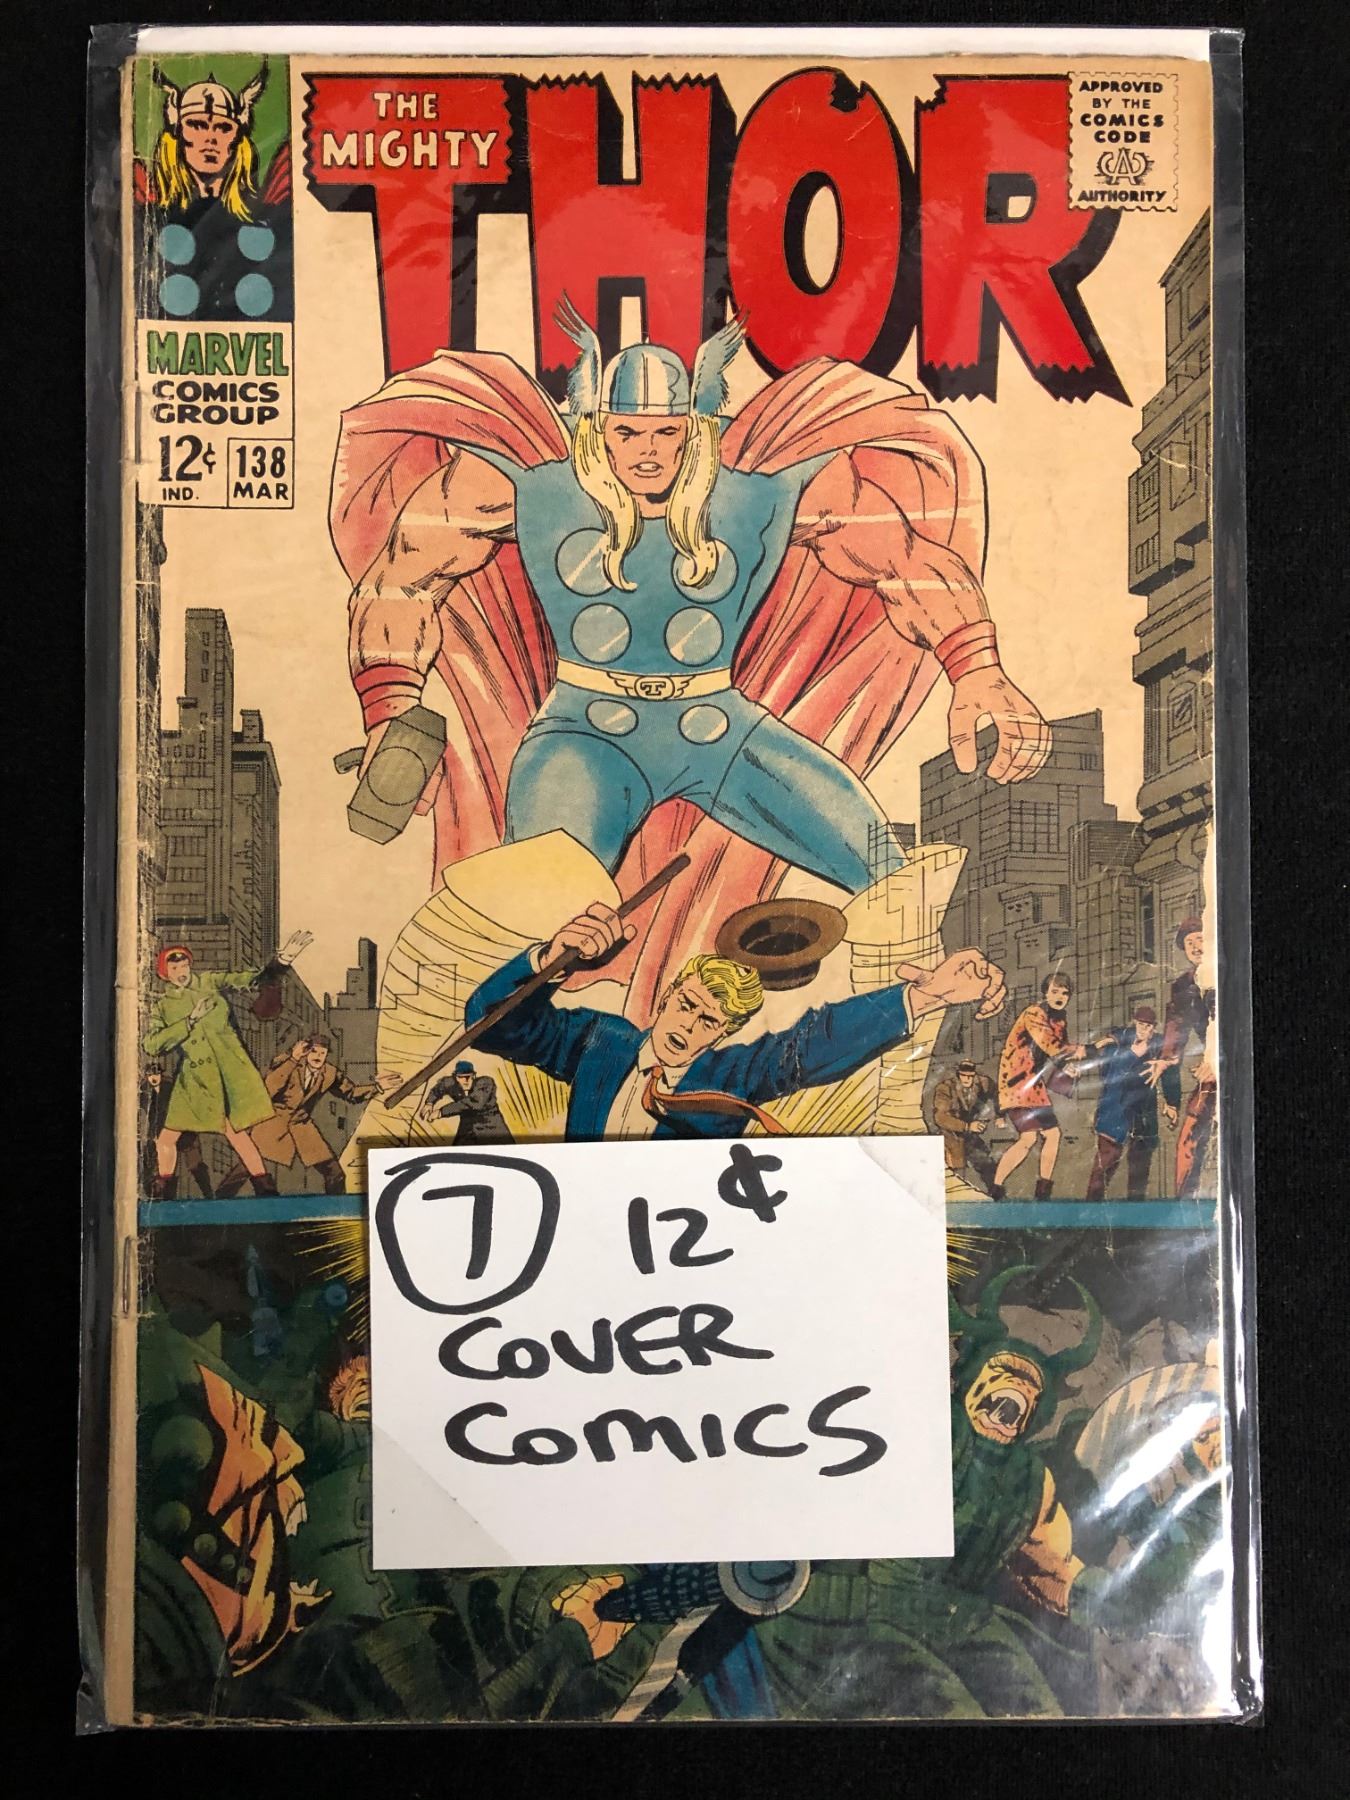 THE
MIGHTY
THOR
APPROVED
BY THE
COMICS
CODE
CA
AUTHORITY
MARVEL
COMICS
GROUP
12¢
IND.
138
MAR
T
7
12¢
COVER
COMICS